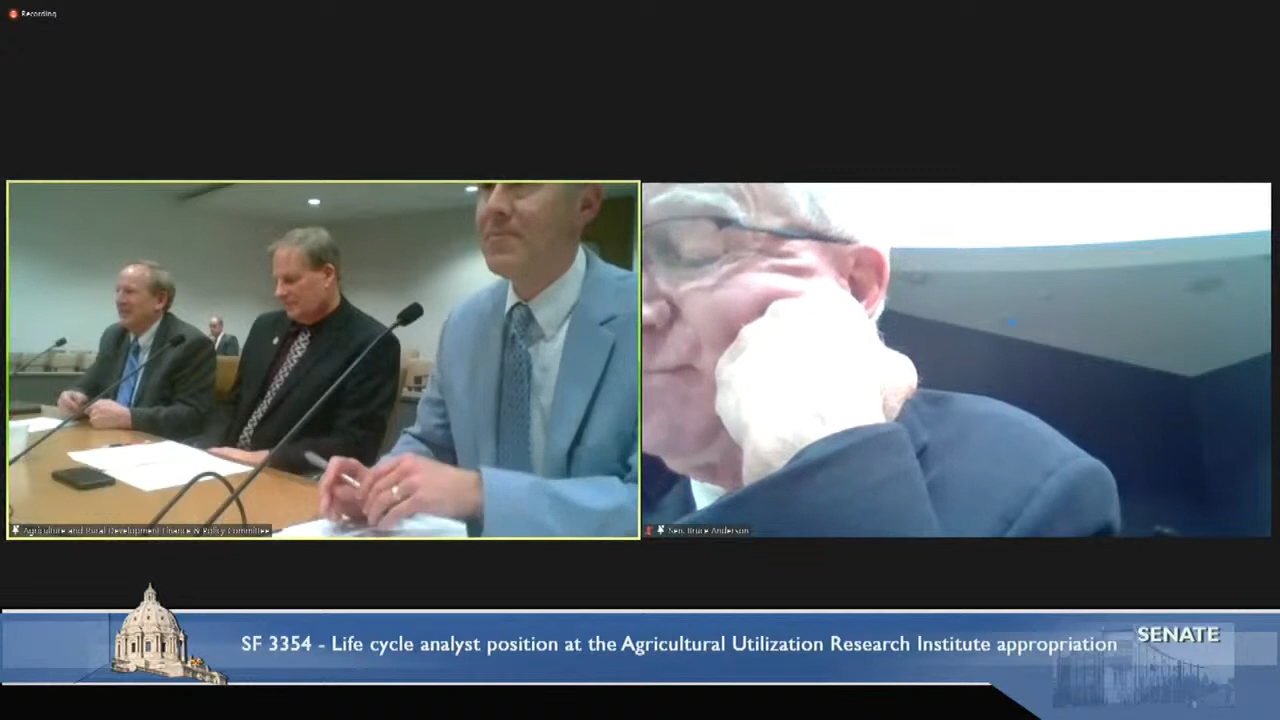 Recording
Agriculture and Rural Development Finance & Policy Committee
Sen. Bruce Anderson
SF 3354 - Life cycle analyst position at the Agricultural Utilization Research Institute appropriation
SENATE